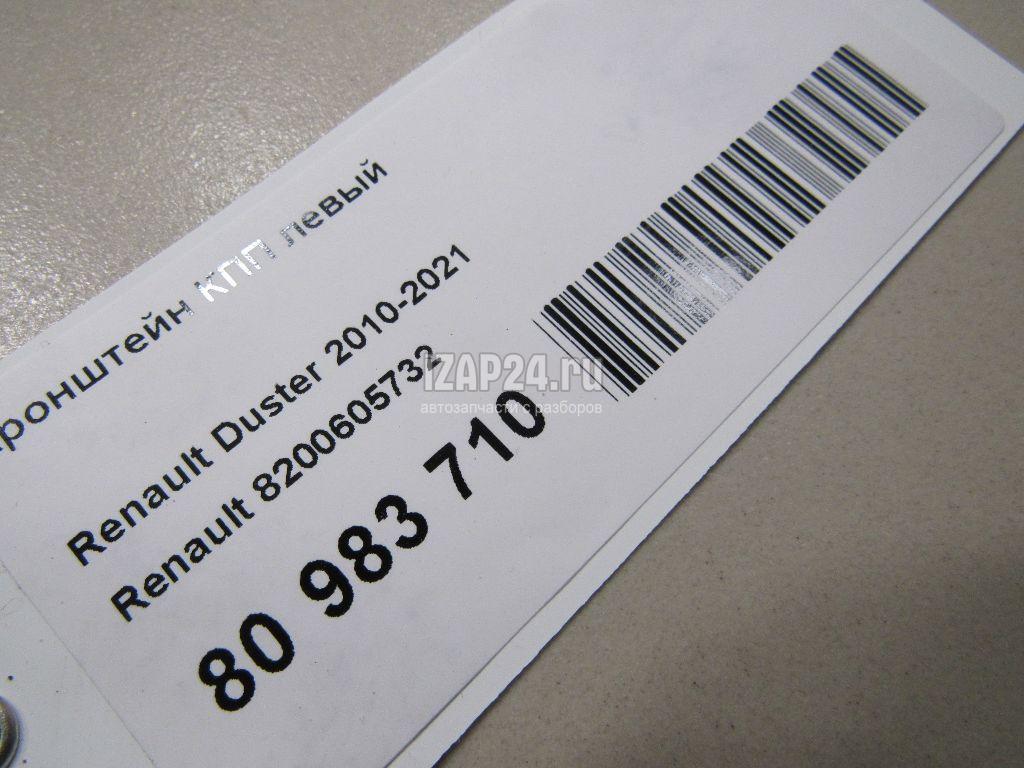 ронштейн КПП левый
Renault Duster 2010-2021
Renault 8200605732
80 983 710
IZAP24.ru
автозапчасти с разборов